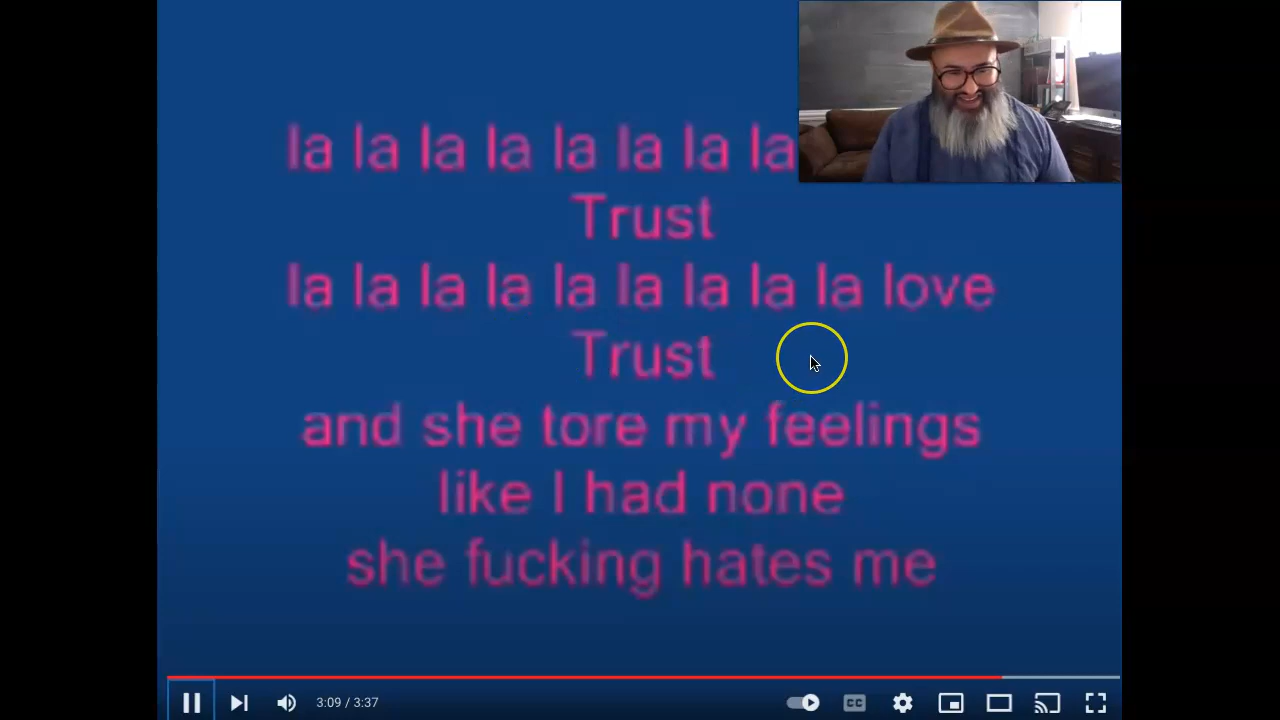 la la la la la la la la
Trust
la la la la la la la la la love
Trust
and she tore my feelings
like I had none
she fucking hates me
3:09 / 3:37
CC